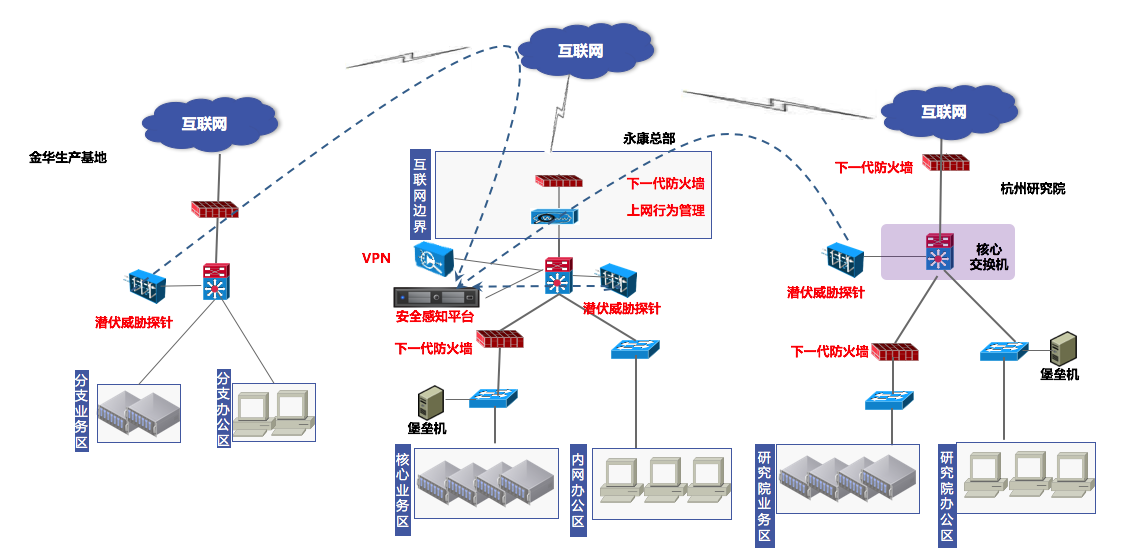 互联网
互联网
互联网
金华生产基地
永康总部
下一代防火墙
杭州研究院
互联网边界
下一代防火墙
上网行为管理
VPN
核心
交换机
潜伏威胁探针
安全感知平台
潜伏威胁探针
潜伏威胁探针
下一代防火墙
下一代防火墙
堡垒机
堡垒机
分支业务区
分支办公区
核心业务区
内网办公区
研究院业务区
研究院办公区